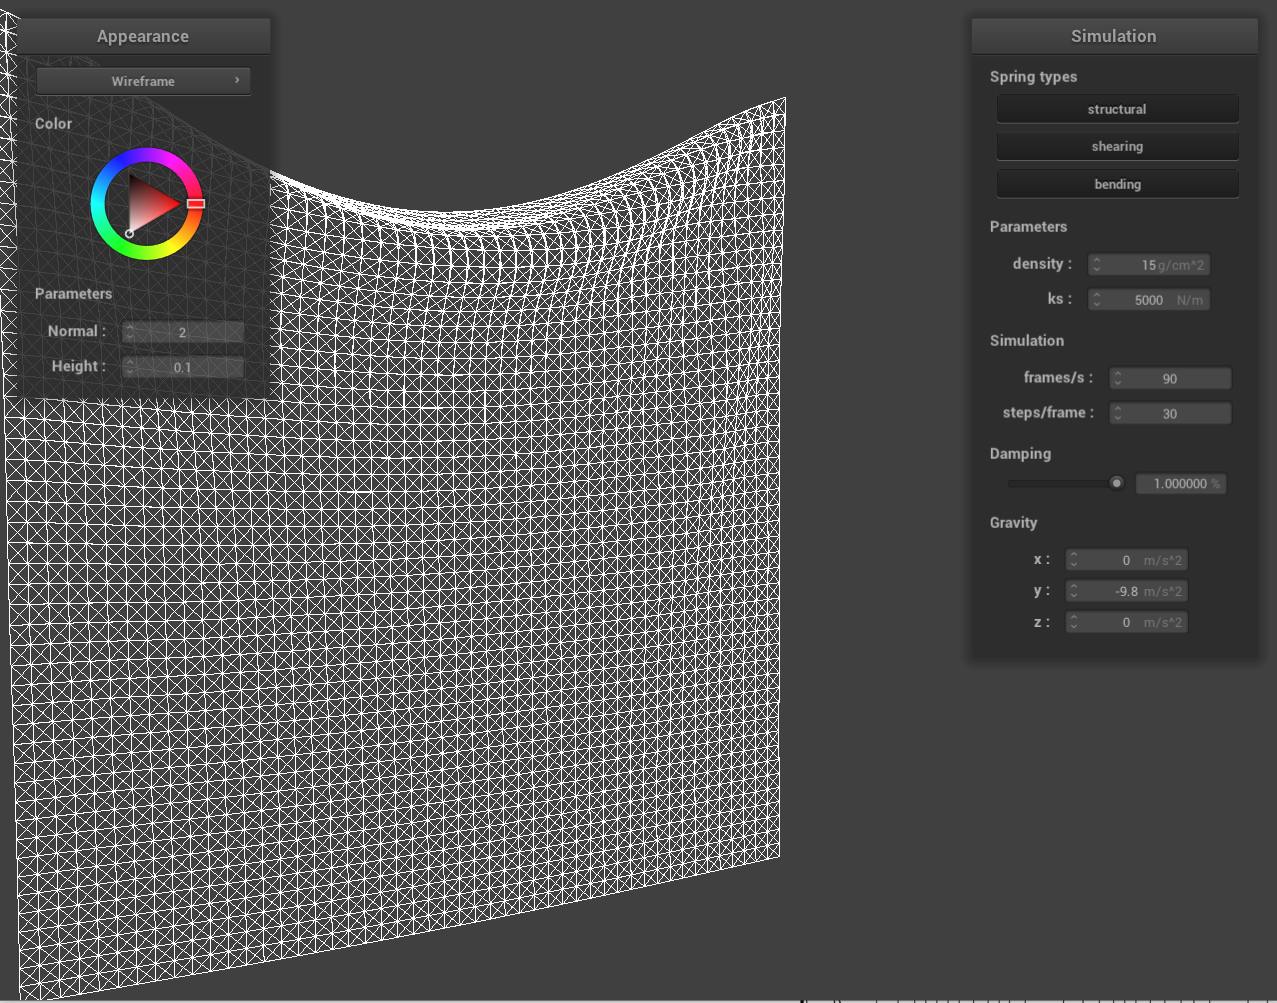 Appearance
Wireframe
Color
Parameters
Normal : 2
Height : 0.1
Simulation
Spring types
structural
shearing
bending
Parameters
density : 15 g/cm^2
ks : 5000 N/m
Simulation
frames/s : 90
steps/frame : 30
Damping
1.000000 %
Gravity
x : 0 m/s^2
y : -9.8 m/s^2
z : 0 m/s^2